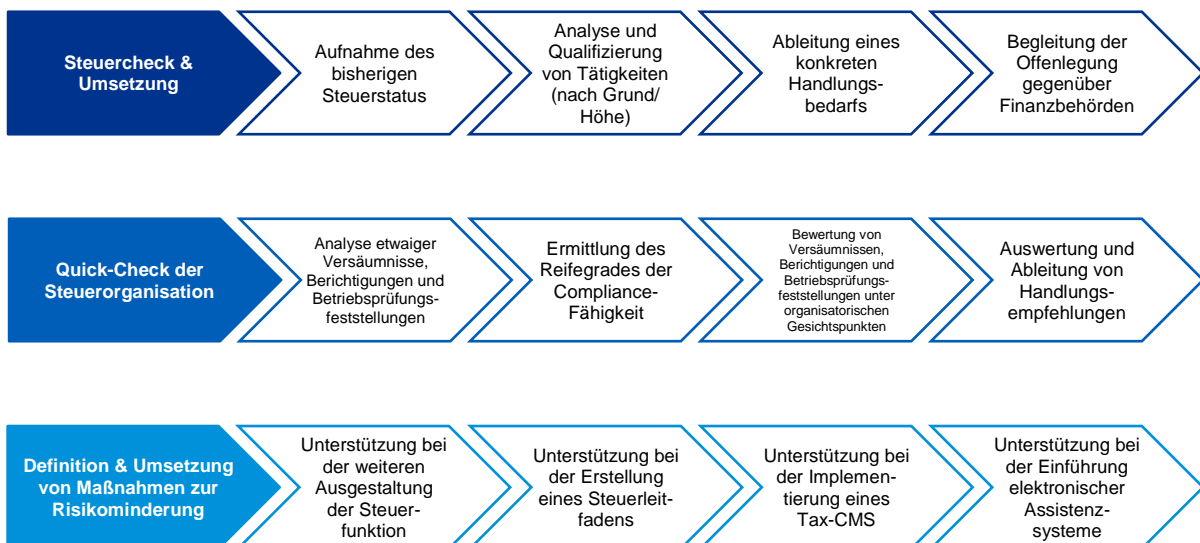 Steuercheck &
Umsetzung
Aufnahme des
bisherigen
Steuerstatus
Analyse und
Qualifizierung
von Tätigkeiten
(nach Grund/
Höhe)
Ableitung eines
konkreten
Handlungs-
bedarfs
Begleitung der
Offenlegung
gegenüber
Finanzbehörden
Quick-Check der
Steuerorganisation
Analyse etwaiger
Versäumnisse,
Berichtigungen und
Betriebsprüfungs-
feststellungen
Ermittlung des
Reifegrades der
Compliance-
Fähigkeit
Bewertung von
Versäumnissen,
Berichtigungen und
Betriebsprüfungs-
feststellungen unter
organisatorischen
Gesichtspunkten
Auswertung und
Ableitung von
Handlungs-
empfehlungen
Definition & Umsetzung
von Maßnahmen zur
Risikominderung
Unterstützung bei
der weiteren
Ausgestaltung
der Steuer-
funktion
Unterstützung bei
der Erstellung
eines Steuerleit-
fadens
Unterstützung bei
der Implemen-
tierung eines
Tax-CMS
Unterstützung bei
der Einführung
elektronischer
Assistenz-
systeme